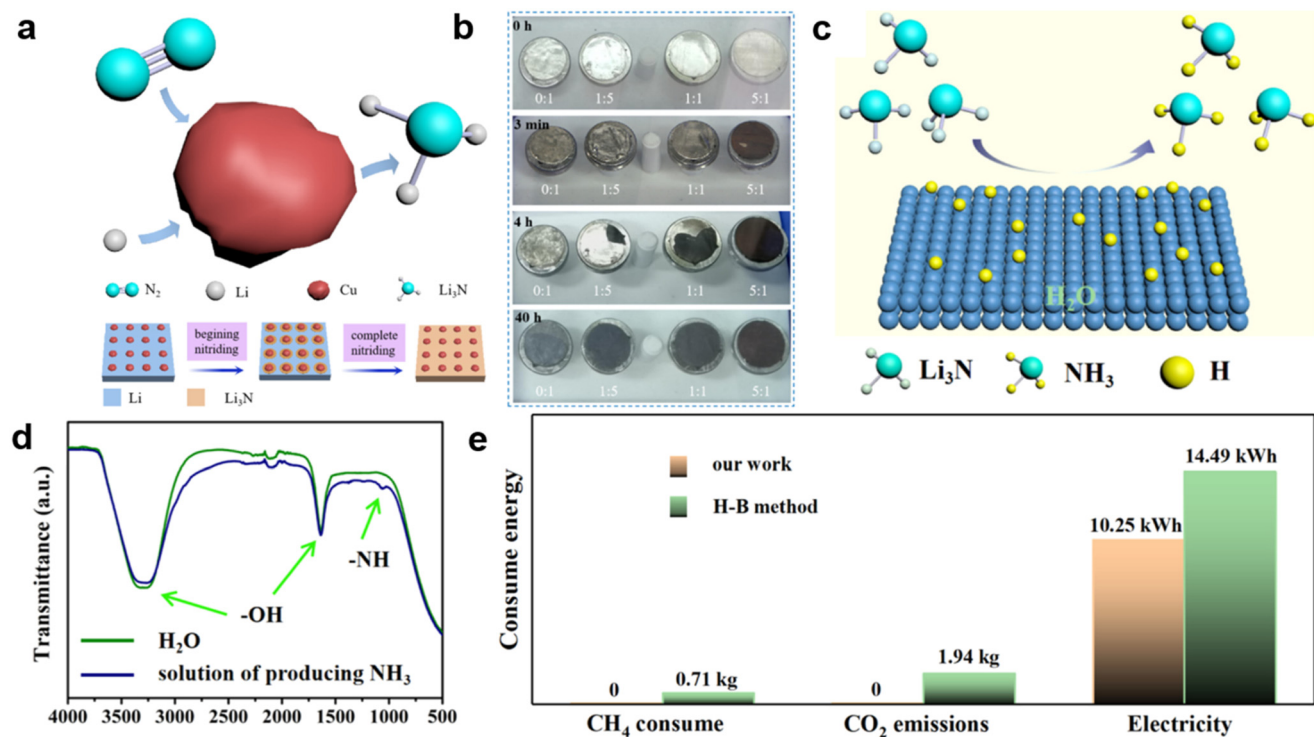 a
N₂
Li
Cu
Li₃N
begining
nitriding
complete
nitriding
Li
Li₃N
b
0 h
0:1
1:5
1:1
5:1
3 min
0:1
1:5
1:1
5:1
4 h
0:1
1:5
1:1
5:1
40 h
0:1
1:5
1:1
5:1
c
H₂O
Li₃N
NH₃
H
d
Transmittance (a.u.)
-NH
-OH
H₂O
solution of producing NH₃
4000 3500 3000 2500 2000 1500 1000 500
e
Consume energy
our work
H-B method
0
0.71 kg
0
1.94 kg
10.25 kWh
14.49 kWh
CH₄ consume
CO₂ emissions
Electricity